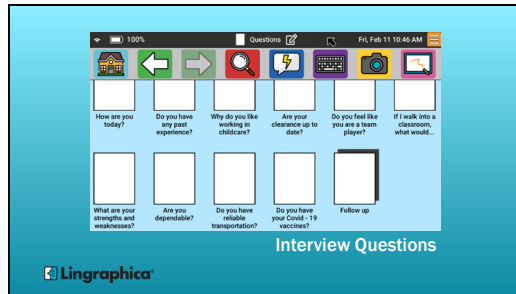 100% Questions Fri, Feb 11 10:46 AM
How are you Do you have Why do you like Are your Do you feel like If I walk into a
today? any past working in clearance up to you are a team classroom,
experience? childcare? date? player? what would...
What are your Are you Do you have Do you have Follow up
strengths and dependable? reliable your Covid - 19
weaknesses? transportation? vaccines?
Interview Questions
Lingraphica